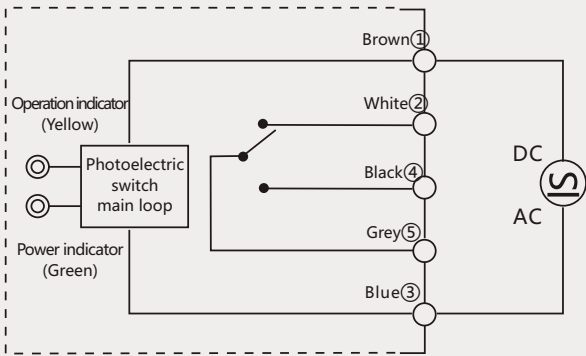 Brown①
Operation indicator
(Yellow)
White②
Photoelectric
switch
main loop
Black④
DC
AC
Grey⑤
Power indicator
(Green)
Blue③